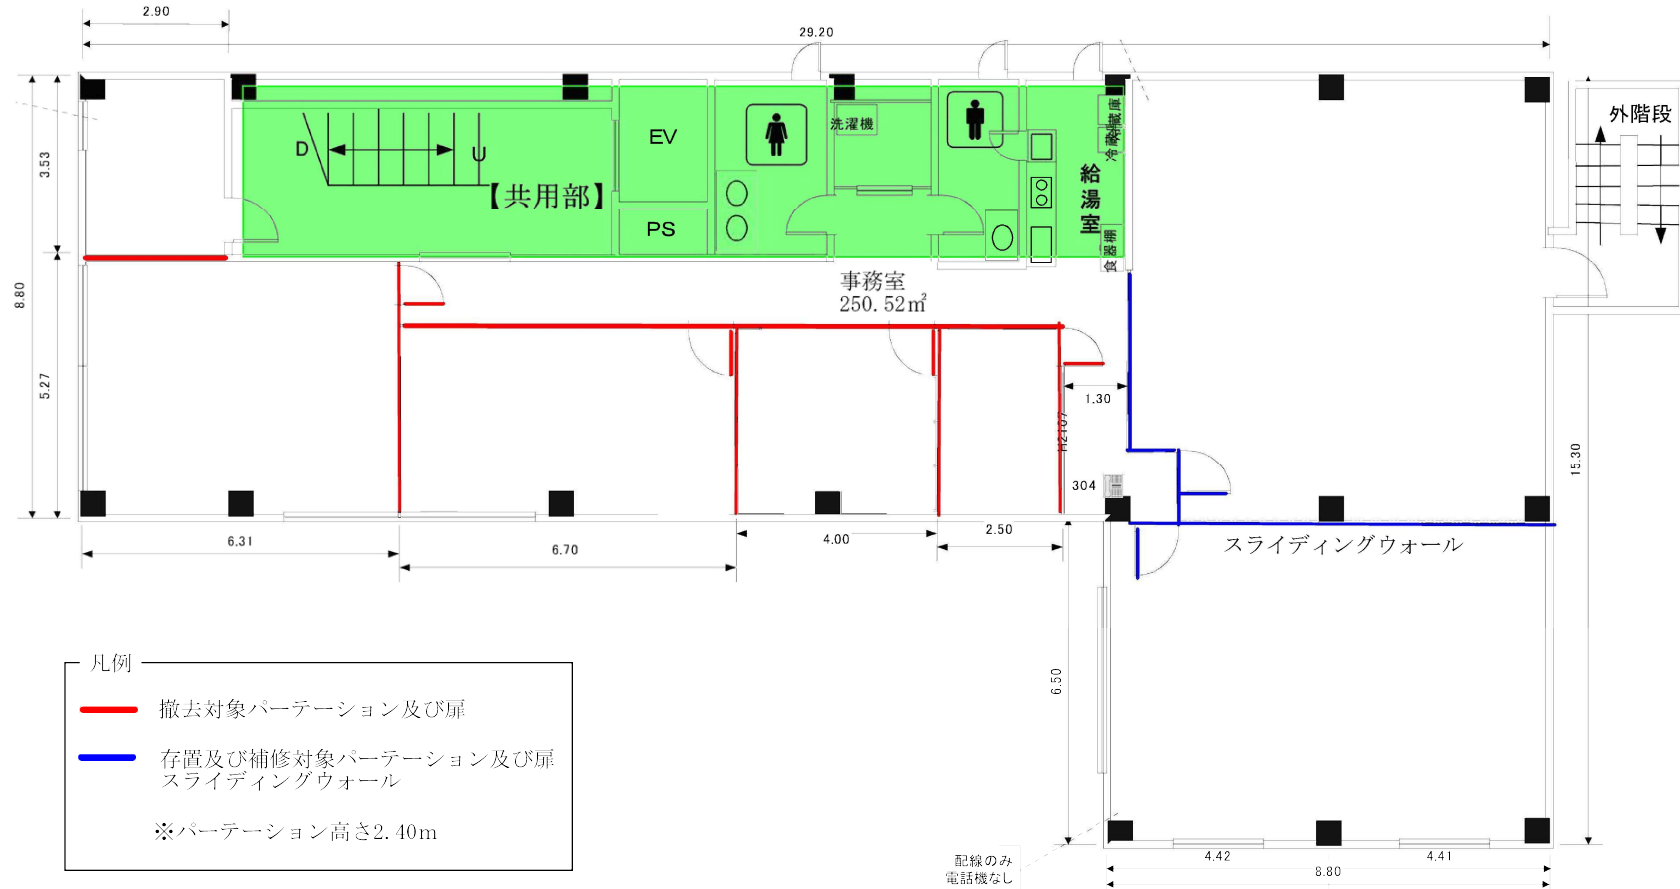 2.90
29.20
外階段
D
U
EV
洗濯機
冷蔵庫
3.53
【共用部】
給湯室
PS
食器棚
事務室
250.52㎡
8.80
5.27
1.30
304
15.30
6.31
6.70
4.00
2.50
スライディングウォール
6.50
凡例
撤去対象パーテーション及び扉
存置及び補修対象パーテーション及び扉
スライディングウォール
※パーテーション高さ2.40m
配線のみ
電話機なし
4.42
4.41
8.80